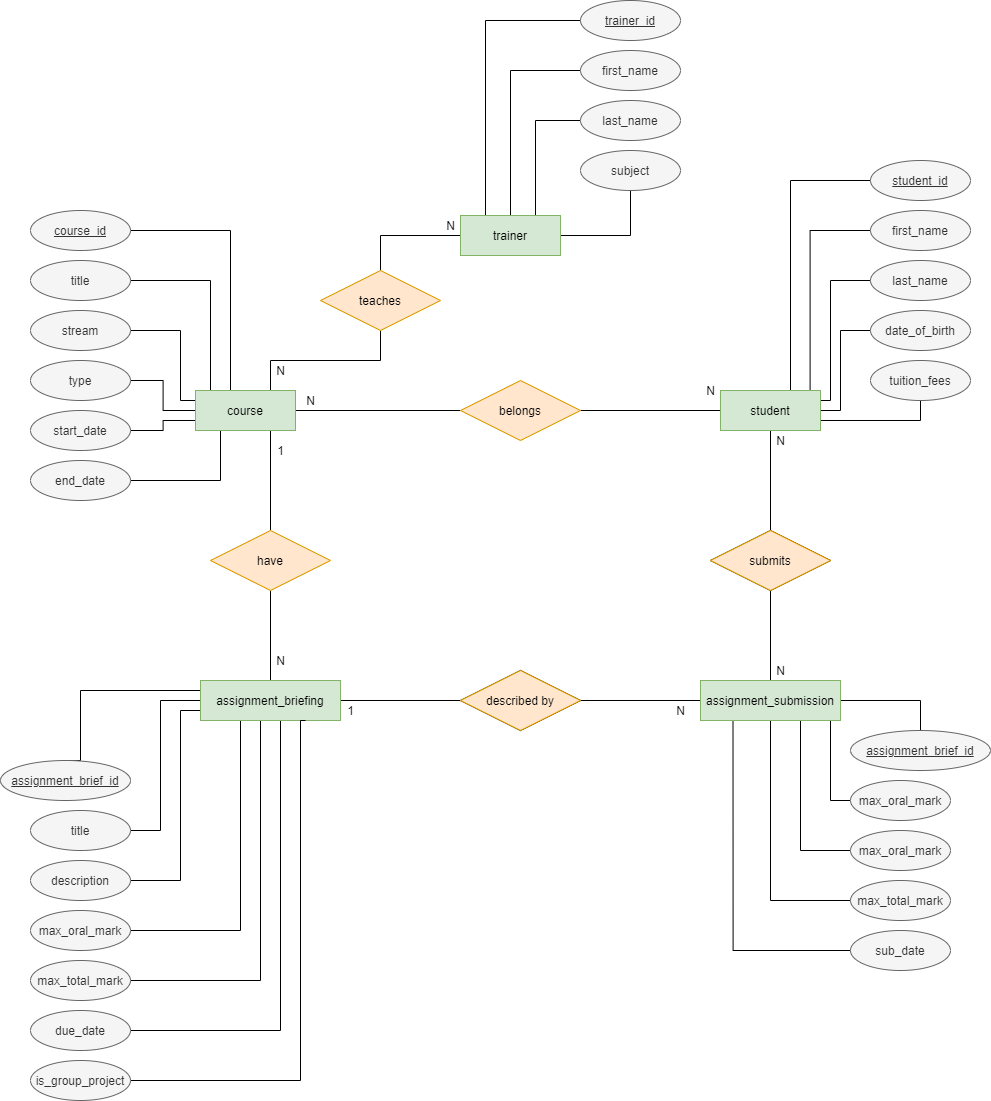 trainer_id
first_name
last_name
subject
trainer
N
teaches
N
course_id
title
stream
type
start_date
end_date
course
N
1
belongs
student_id
first_name
last_name
date_of_birth
tuition_fees
N
student
N
have
submits
N
N
assignment_briefing
1
described by
N
assignment_submission
assignment_brief_id
title
description
max_oral_mark
max_total_mark
due_date
is_group_project
assignment_brief_id
max_oral_mark
max_oral_mark
max_total_mark
sub_date